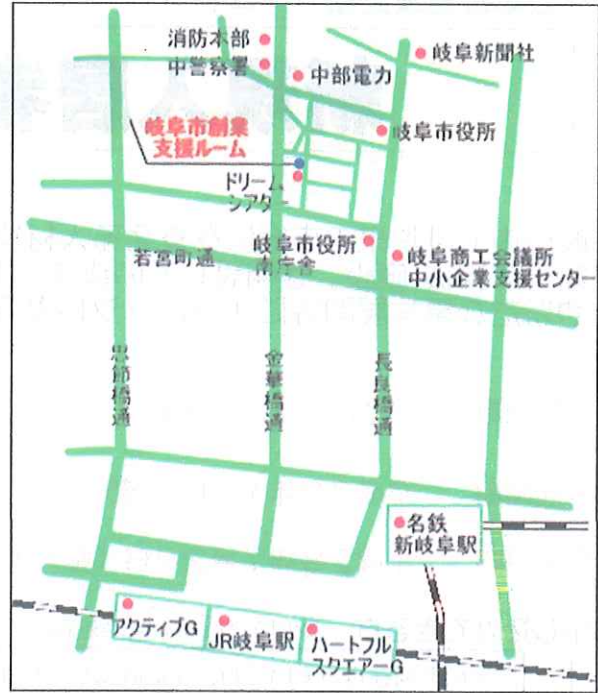 消防本部
中警察署
中部電力
岐阜新聞社
岐阜市創業
支援ルーム
岐阜市役所
ドリーム
シアター
若宮町通
岐阜市役所
南庁舎
岐阜商工会議所
中小企業支援センター
忠節橋通
金華橋通
長良橋通
名鉄
新岐阜駅
アクティブG
JR岐阜駅
ハートフル
スクエアーG